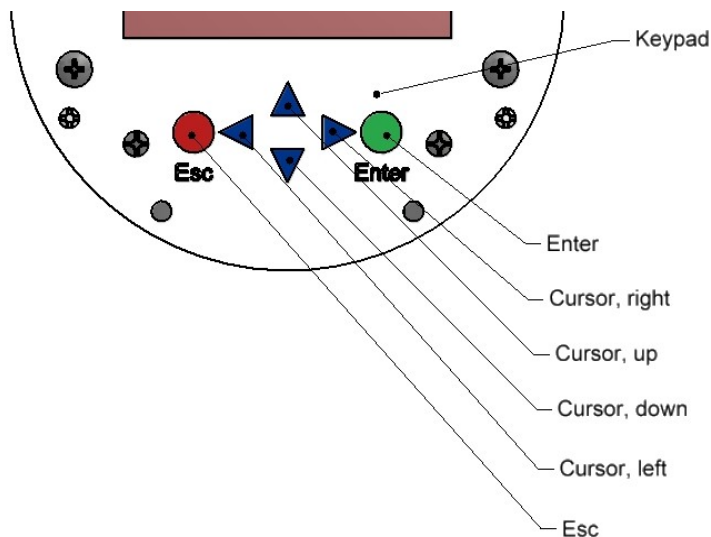 Keypad
Esc
Enter
Enter
Cursor, right
Cursor, up
Cursor, down
Cursor, left
Esc